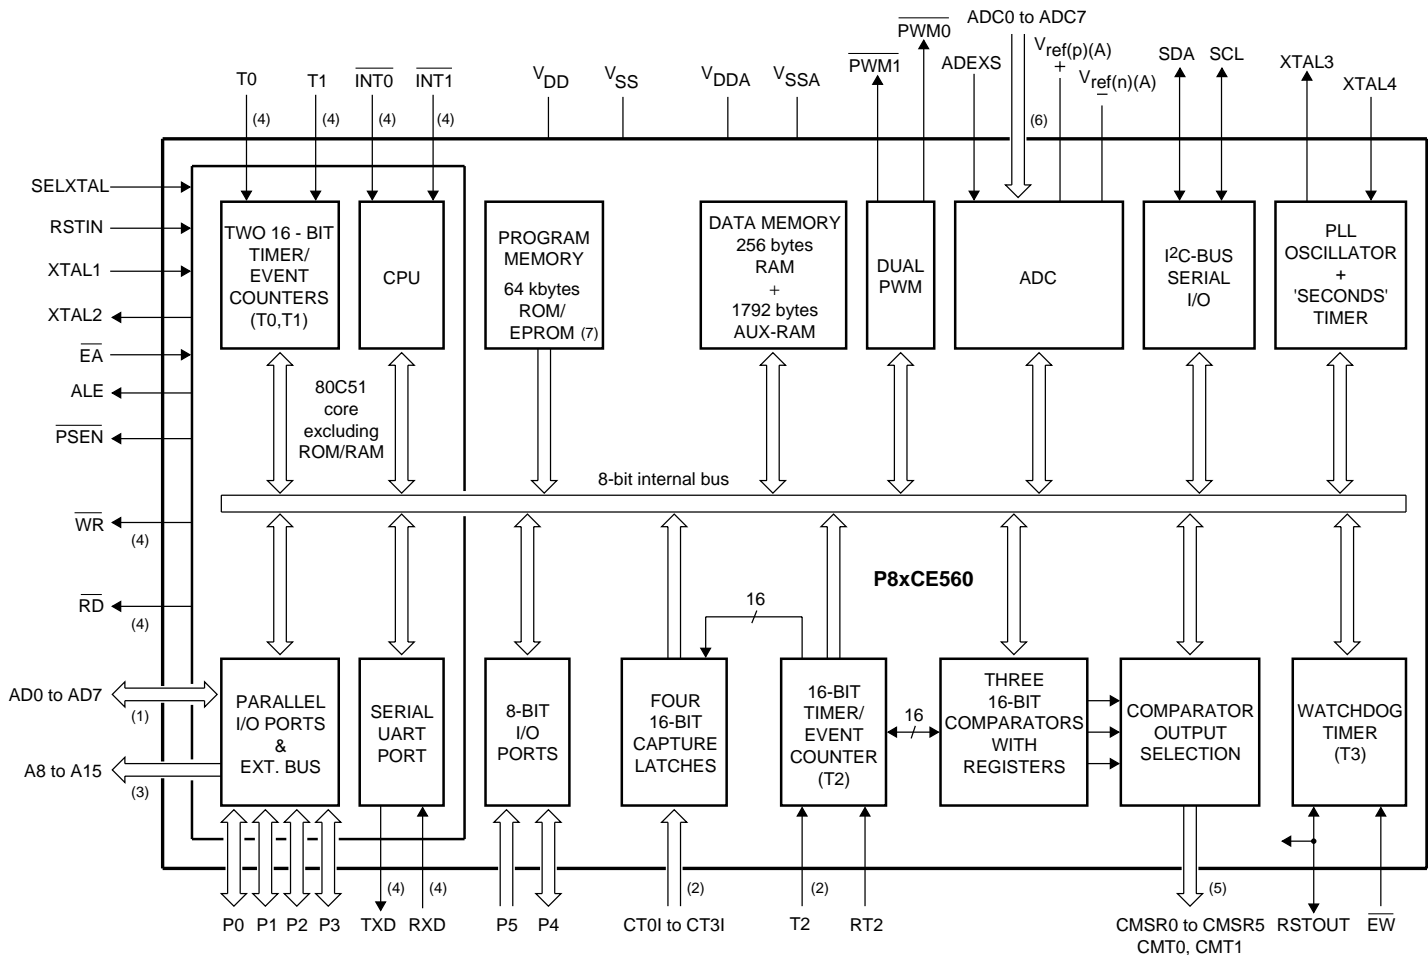 ADC0 to ADC7
PWM0
PWM1
ADEXS
Vref(p)(A)
+
Vref(n)(A)
–
SDA
SCL
XTAL3
XTAL4
T0
T1
INT0
INT1
VDD
VSS
VDDA
VSSA
(4)
(4)
(4)
(4)
(6)
SELXTAL
RSTIN
XTAL1
XTAL2
EA
ALE
PSEN
WR
(4)
RD
(4)
AD0 to AD7
(1)
A8 to A15
(3)
TWO 16 - BIT
TIMER/
EVENT
COUNTERS
(T0,T1)
CPU
PROGRAM
MEMORY
64 kbytes
ROM/
EPROM (7)
DATA MEMORY
256 bytes
RAM
+
1792 bytes
AUX-RAM
DUAL
PWM
ADC
I2C-BUS
SERIAL
I/O
PLL
OSCILLATOR
+
'SECONDS'
TIMER
80C51
core
excluding
ROM/RAM
8-bit internal bus
P8xCE560
16
16
PARALLEL
I/O PORTS
&
EXT. BUS
SERIAL
UART
PORT
8-BIT
I/O
PORTS
FOUR
16-BIT
CAPTURE
LATCHES
16-BIT
TIMER/
EVENT
COUNTER
(T2)
THREE
16-BIT
COMPARATORS
WITH
REGISTERS
COMPARATOR
OUTPUT
SELECTION
WATCHDOG
TIMER
(T3)
(4)
(4)
(2)
(2)
(5)
P0
P1
P2
P3
TXD
RXD
P5
P4
CT0I to CT3I
T2
RT2
CMSR0 to CMSR5
CMT0, CMT1
RSTOUT
EW